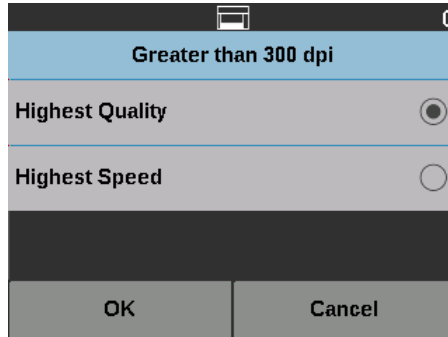 Greater than 300 dpi
Highest Quality
Highest Speed
OK
Cancel